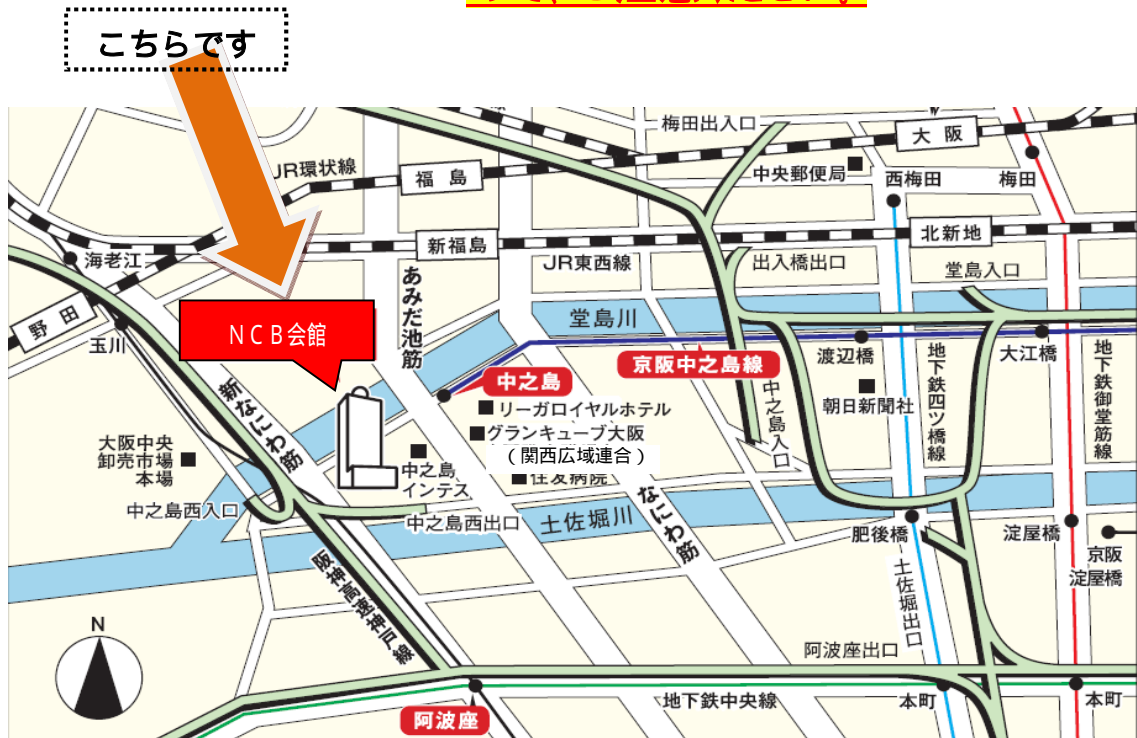 こちらです
梅田出入口
大阪
JR環状線
福島
中央郵便局
西梅田
梅田
新福島
北新地
海老江
JR東西線
出入橋出口
堂島入口
野田
玉川
NCB会館
あみだ池筋
堂島川
京阪中之島線
渡辺橋
大江橋
中之島
リーガロイヤルホテル
グランキューブ大阪
(関西広域連合)
住友病院
中之島入口
朝日新聞社
地下鉄四ツ橋線
地下鉄御堂筋線
新なにわ筋
大阪中央
卸売市場
本場
中之島
インテス
中之島西入口
中之島西出口
土佐堀川
なにわ筋
肥後橋
淀屋橋
京阪
淀屋橋
阪神高速神戸線
土佐堀出口
N
阿波座出口
地下鉄中央線
本町
本町
阿波座